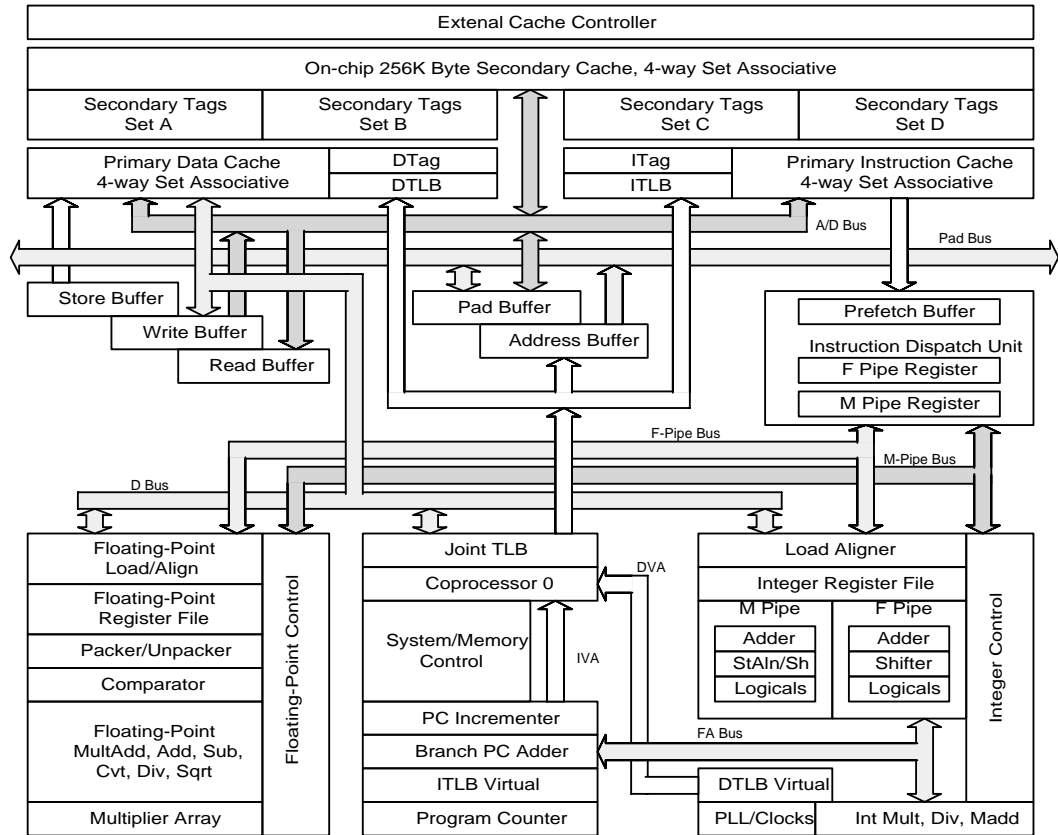 Extenal Cache Controller
On-chip 256K Byte Secondary Cache, 4-way Set Associative
Secondary Tags
Set A
Secondary Tags
Set B
Secondary Tags
Set C
Secondary Tags
Set D
Primary Data Cache
4-way Set Associative
DTag
DTLB
ITag
ITLB
Primary Instruction Cache
4-way Set Associative
A/D Bus
Pad Bus
Store Buffer
Write Buffer
Read Buffer
Pad Buffer
Address Buffer
Prefetch Buffer
Instruction Dispatch Unit
F Pipe Register
M Pipe Register
F-Pipe Bus
M-Pipe Bus
D Bus
Floating-Point
Load/Align
Floating-Point
Register File
Packer/Unpacker
Comparator
Floating-Point
MultAdd, Add, Sub,
Cvt, Div, Sqrt
Multiplier Array
Floating-Point Control
Joint TLB
Coprocessor 0
System/Memory
Control
IVA
DVA
PC Incrementer
Branch PC Adder
ITLB Virtual
Program Counter
FA Bus
Load Aligner
Integer Register File
M Pipe
Adder
StAln/Sh
Logicals
F Pipe
Adder
Shifter
Logicals
Integer Control
DTLB Virtual
PLL/Clocks
Int Mult, Div, Madd